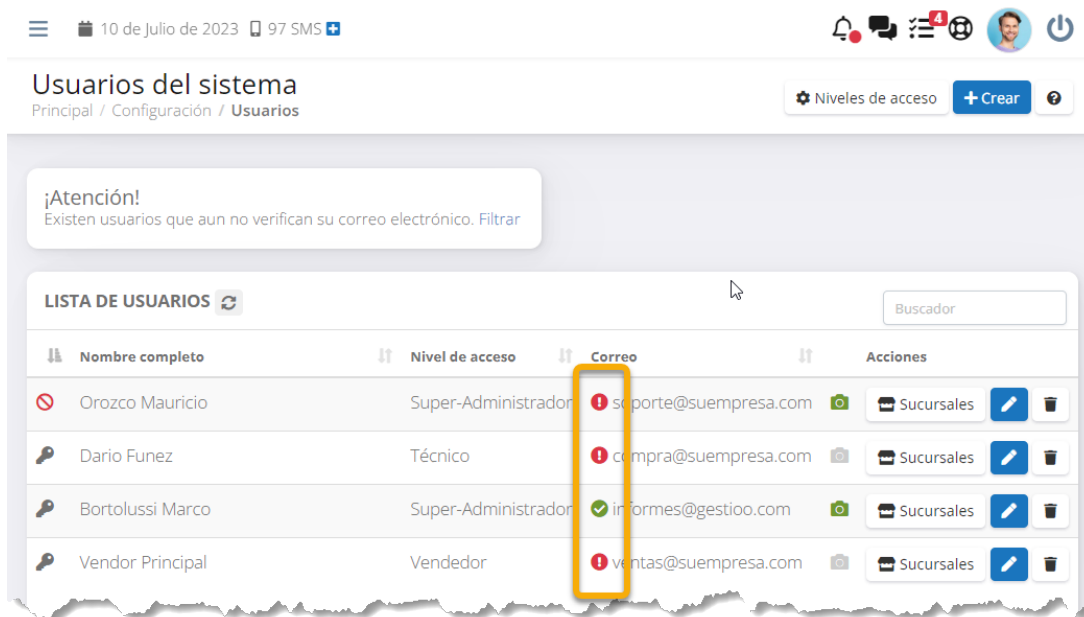 10 de Julio de 2023 97 SMS
4
Usuarios del sistema
Principal / Configuración / Usuarios
Niveles de acceso
Crear
¡Atención!
Existen usuarios que aun no verifican su correo electrónico. Filtrar
LISTA DE USUARIOS
Buscador
Nombre completo Nivel de acceso Correo Acciones
Orozco Mauricio Super-Administrador soporte@suempresa.com Sucursales
Dario Funez Técnico compra@suempresa.com Sucursales
Bortolussi Marco Super-Administrador informes@gestioo.com Sucursales
Vendor Principal Vendedor ventas@suempresa.com Sucursales